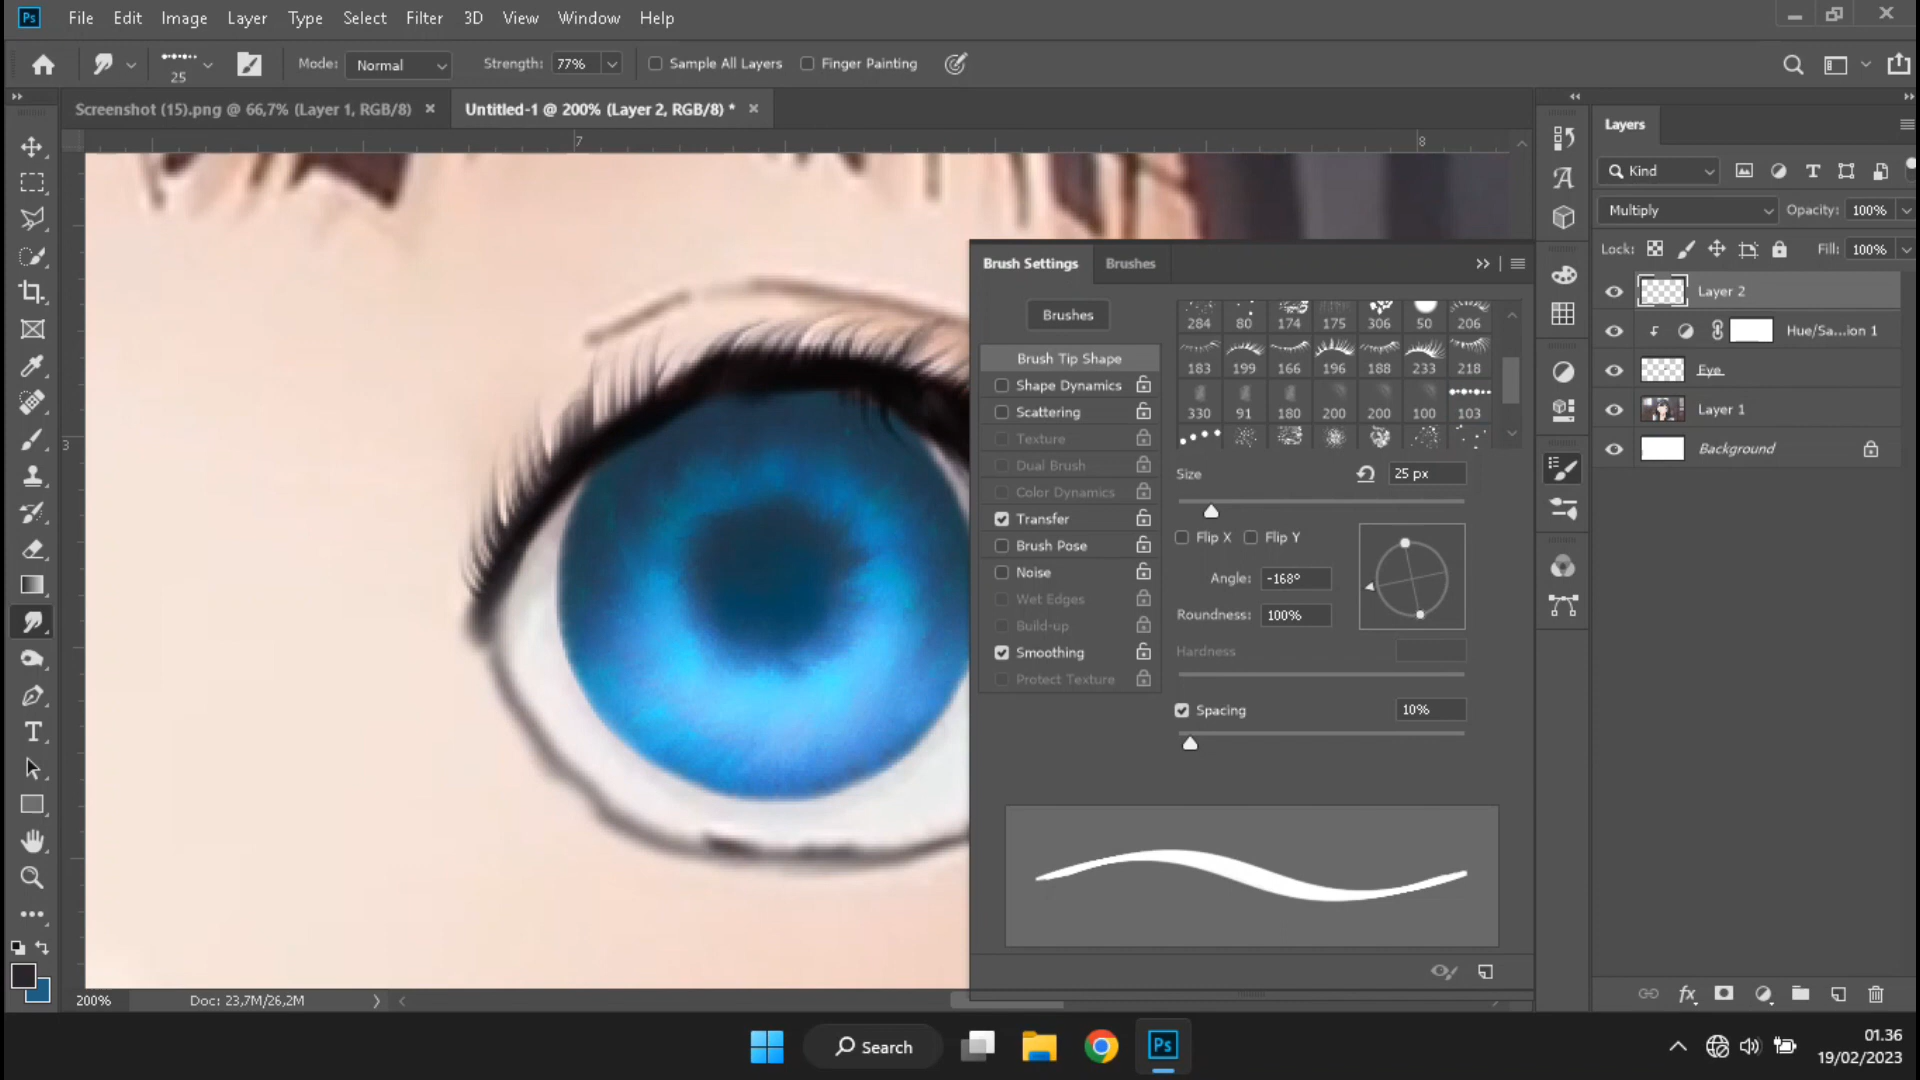 Ps File Edit Image Layer Type Select Filter 3D View Window Help
25 Mode: Normal Strength: 77% Sample All Layers Finger Painting
Screenshot (15).png @ 66,7% (Layer 1, RGB/8) × Untitled-1 @ 200% (Layer 2, RGB/8) * ×
7 8
3
Brush Settings Brushes
Brushes
Brush Tip Shape
Shape Dynamics
Scattering
Texture
Dual Brush
Color Dynamics
Transfer
Brush Pose
Noise
Wet Edges
Build-up
Smoothing
Protect Texture
284 80 174 175 306 50 206
183 199 166 196 188 233 218
330 91 180 200 200 100 103
Size 25 px
Flip X Flip Y
Angle: -168°
Roundness: 100%
Hardness
Spacing 10%
Layers
Kind
Multiply Opacity: 100%
Lock: Fill: 100%
Layer 2
Hue/Sa...ion 1
Eye
Layer 1
Background
fx
200% Doc: 23,7M/26,2M
Search
Ps
01.36
19/02/2023